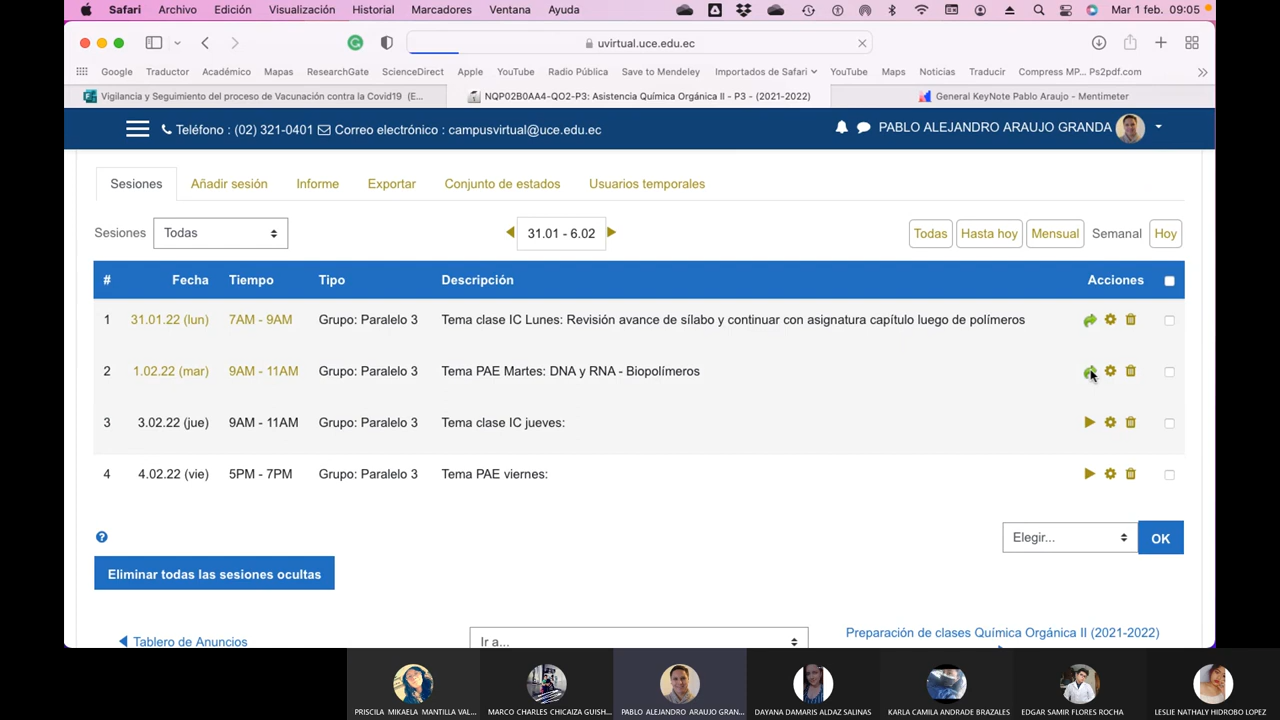 Safari Archivo Edición Visualización Historial Marcadores Ventana Ayuda Mar 1 feb. 09:05
uvirtual.uce.edu.ec
Google Traductor Académico Mapas ResearchGate ScienceDirect Apple YouTube Radio Pública Save to Mendeley Importados de Safari YouTube Maps Noticias Traducir Compress MP... Ps2pdf.com
Vigilancia y Seguimiento del proceso de Vacunación contra la Covid19 (E... NQP02B0AA4-QO2-P3: Asistencia Química Orgánica II - P3 - (2021-2022) General KeyNote Pablo Araujo - Mentimeter
Teléfono : (02) 321-0401 Correo electrónico : campusvirtual@uce.edu.ec PABLO ALEJANDRO ARAUJO GRANDA
Sesiones Añadir sesión Informe Exportar Conjunto de estados Usuarios temporales
Sesiones Todas 31.01 - 6.02 Todas Hasta hoy Mensual Semanal Hoy
# Fecha Tiempo Tipo Descripción Acciones
1 31.01.22 (lun) 7AM - 9AM Grupo: Paralelo 3 Tema clase IC Lunes: Revisión avance de sílabo y continuar con asignatura capítulo luego de polímeros
2 1.02.22 (mar) 9AM - 11AM Grupo: Paralelo 3 Tema PAE Martes: DNA y RNA - Biopolímeros
3 3.02.22 (jue) 9AM - 11AM Grupo: Paralelo 3 Tema clase IC jueves:
4 4.02.22 (vie) 5PM - 7PM Grupo: Paralelo 3 Tema PAE viernes:
? Elegir... OK
Eliminar todas las sesiones ocultas
Tablero de Anuncios Ir a... Preparación de clases Química Orgánica II (2021-2022)
PRISCILA MIKAELA MANTILLA VAL... MARCO CHARLES CHICAIZA GUISH... PABLO ALEJANDRO ARAUJO GRAN... DAYANA DAMARIS ALDAZ SALINAS KARLA CAMILA ANDRADE BRAZALES EDGAR SAMIR FLORES ROCHA LESLIE NATHALY HIDROBO LOPEZ